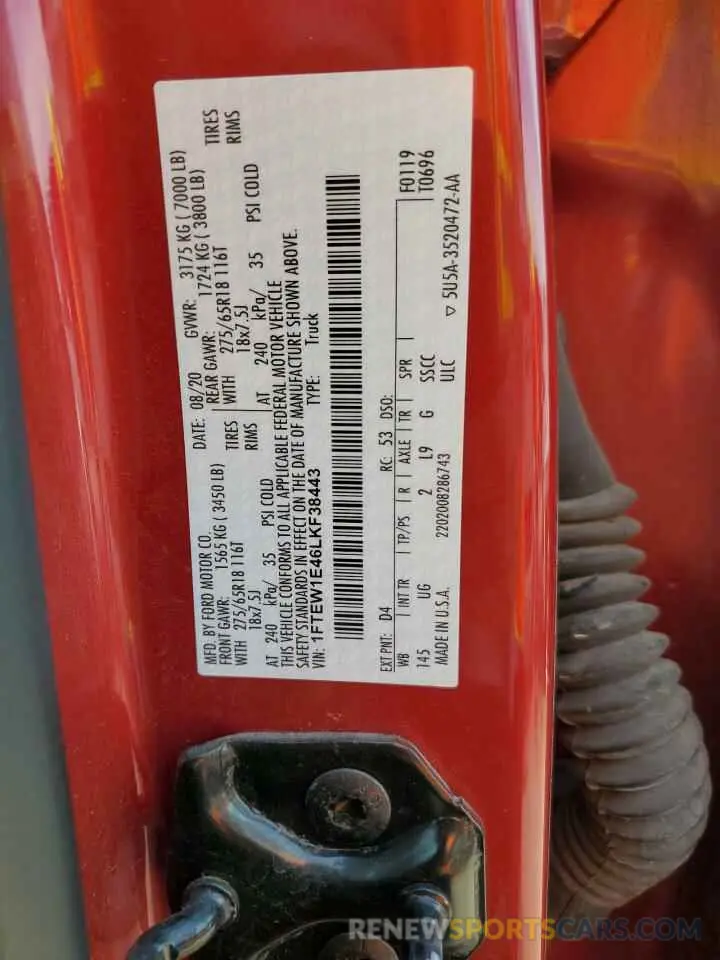 MFD. BY FORD MOTOR CO.
DATE: 08/20 GVWR: 3175 KG ( 7000 LB)
FRONT GAWR: 1565 KG ( 3450 LB)
REAR GAWR: 1724 KG ( 3800 LB)
WITH 275/65R18 116T TIRES
WITH 275/65R18 116T TIRES
18x7.5J RIMS
18x7.5J RIMS
AT 240 kPa/ 35 PSI COLD
AT 240 kPa/ 35 PSI COLD
THIS VEHICLE CONFORMS TO ALL APPLICABLE FEDERAL MOTOR VEHICLE
SAFETY STANDARDS IN EFFECT ON THE DATE OF MANUFACTURE SHOWN ABOVE.
VIN: 1FTEW1E46LKF38443 TYPE: Truck
EXT PNT: D4 RC: 53 DSO: F0119
WB INT TR TP/PS R AXLE TR SPR T0696
145 UG 2 L9 G SSCC
MADE IN U.S.A. 2202008286743 ULC
▽ 5U5A-3520472-AA
RENEWSPORTSCARS.COM